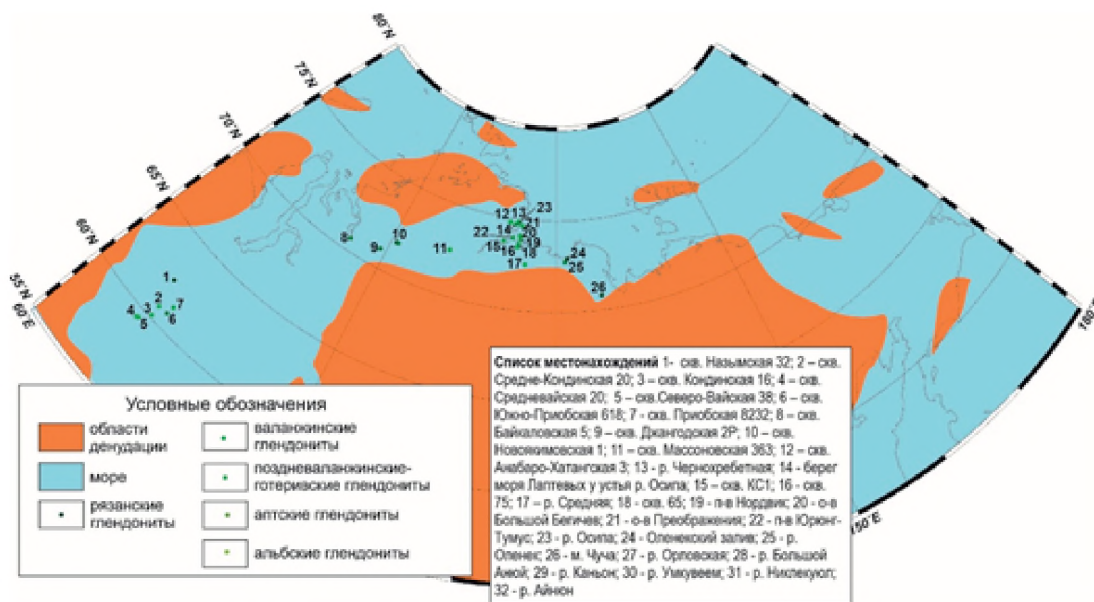 80˚N
75˚N
70˚N
65˚N
60˚N
55˚N
60˚E
180˚E
150˚E
23
12 13
21
22 14
15 19
16 18
17
24
25
26
8
9
10
11
1
2
7
4 3
5
6
Условные обозначения
области
денудации
море
рязанские
глендониты
валанжинские
глендониты
поздневаланжинские-
готеривские глендониты
аптские глендониты
альбские глендониты
Список местонахождений 1- скв. Назымская 32; 2 – скв.
Средне-Кондинская 20; 3 – скв. Кондинская 16; 4 – скв.
Средневайская 20; 5 – скв.Северо-Вайская 38; 6 – скв.
Южно-Приобская 618; 7 - скв. Приобская 8232; 8 – скв.
Байкаловская 5; 9 – скв. Джангодская 2Р; 10 – скв.
Новоякимовская 1; 11 – скв. Массоновская 363; 12 – скв.
Анабаро-Хатангская 3; 13 - р. Чернохребетная; 14 - берег
моря Лаптевых у устья р. Осипа; 15 – скв. КС1; 16 - скв.
75; 17 – р. Средняя; 18 - скв. 65; 19 - п-в Нордвик; 20 - о-в
Большой Бегичев; 21 - о-в Преображения; 22 - п-в Юрюнг-
Тумус; 23 - р. Осипа; 24 - Оленекский залив; 25 - р.
Оленек; 26 - м. Чуча; 27 - р. Орловская; 28 - р. Большой
Анюй; 29 - р. Каньон; 30 - р. Умкувеем; 31 - р. Никлекуюл;
32 - р. Айнюн